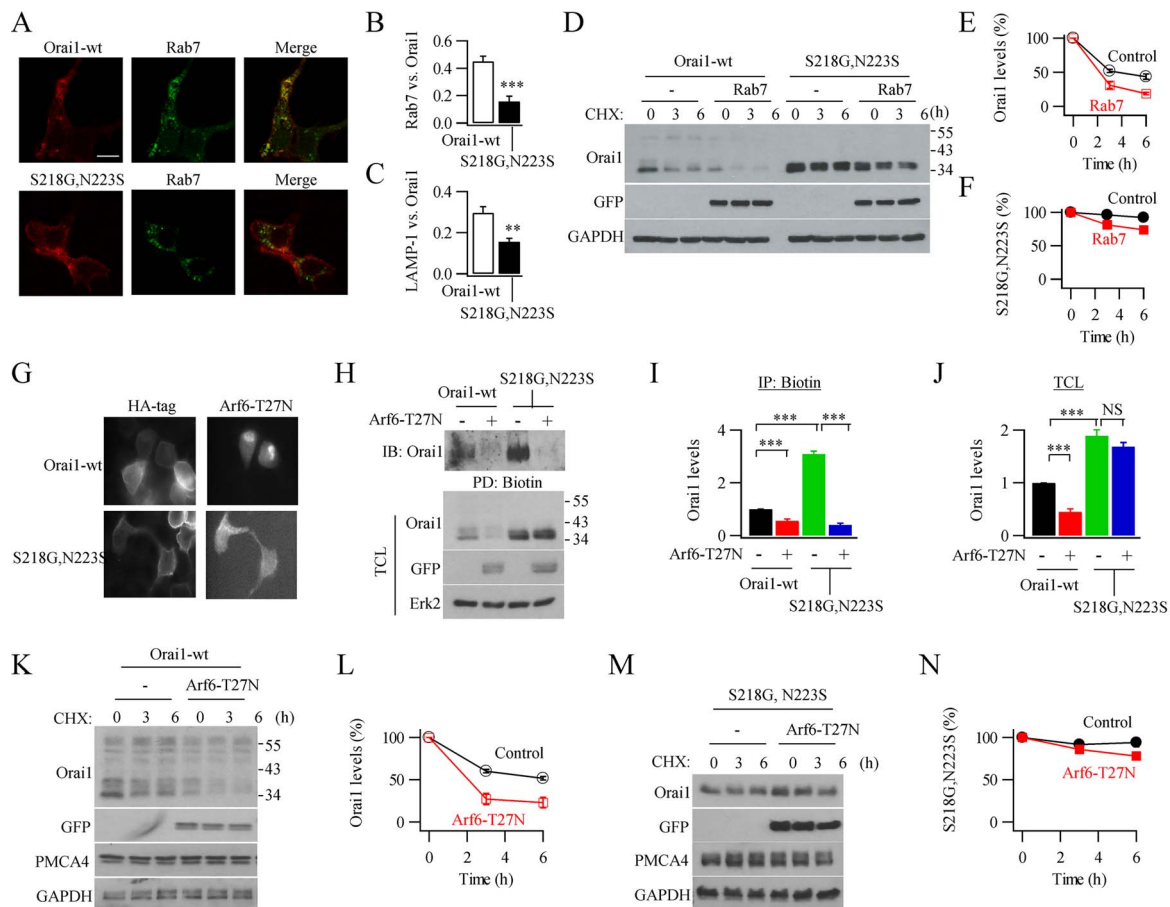 A
Orai1-wt Rab7 Merge
S218G,N223S Rab7 Merge
B
Rab7 vs. Orai1
0.6
0.4
0.2
0.0
***
Orai1-wt
S218G,N223S
C
LAMP-1 vs. Orai1
0.4
0.2
0.0
**
Orai1-wt
S218G,N223S
D
Orai1-wt S218G,N223S
- Rab7 - Rab7
CHX: 0 3 6 0 3 6 0 3 6 0 3 6 (h)
Orai1
55
43
34
GFP
GAPDH
E
Orai1 levels (%)
100
50
0
Control
Rab7
0 2 4 6
Time (h)
F
S218G,N223S (%)
100
50
0
Control
Rab7
0 2 4 6
Time (h)
G
HA-tag Arf6-T27N
Orai1-wt
S218G,N223S
H
S218G,N223S
Orai1-wt
Arf6-T27N
- + - +
IB: Orai1
PD: Biotin
55
Orai1
43
34
TCL
GFP
Erk2
I
IP: Biotin
Orai1 levels
4
3
2
1
0
*** ***
***
Arf6-T27N - + - +
Orai1-wt
S218G,N223S
J
TCL
Orai1 levels
2
1
0
*** NS
***
Arf6-T27N - + - +
Orai1-wt
S218G,N223S
K
Orai1-wt
- Arf6-T27N
CHX: 0 3 6 0 3 6 (h)
Orai1
55
43
34
GFP
PMCA4
GAPDH
L
Orai1 levels (%)
100
50
0
Control
Arf6-T27N
0 2 4 6
Time (h)
M
S218G, N223S
- Arf6-T27N
CHX: 0 3 6 0 3 6 (h)
Orai1
GFP
PMCA4
GAPDH
N
S218G,N223S (%)
100
50
0
Control
Arf6-T27N
0 2 4 6
Time (h)